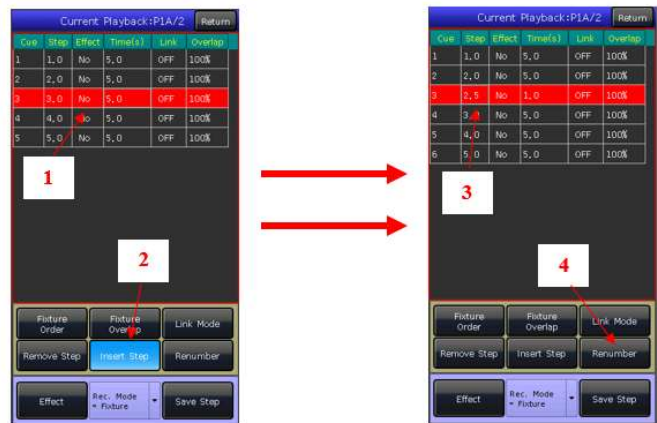 Current Playback:P1A/2 Return
Cue Step Effect Time(s) Link Overlap
1 1.0 No 5.0 OFF 100%
2 2.0 No 5.0 OFF 100%
3 3.0 No 5.0 OFF 100%
4 4.0 No 5.0 OFF 100%
5 5.0 No 5.0 OFF 100%
1
2
Fixture Order
Fixture Overlap
Link Mode
Remove Step
Insert Step
Renumber
Effect
Rec. Mode
= Fixture
Save Step
Current Playback:P1A/2 Return
Cue Step Effect Time(s) Link Overlap
1 1.0 No 5.0 OFF 100%
2 2.0 No 5.0 OFF 100%
3 2.5 No 1.0 OFF 100%
4 3.0 No 5.0 OFF 100%
5 4.0 No 5.0 OFF 100%
6 5.0 No 5.0 OFF 100%
3
4
Fixture Order
Fixture Overlap
Link Mode
Remove Step
Insert Step
Renumber
Effect
Rec. Mode
= Fixture
Save Step